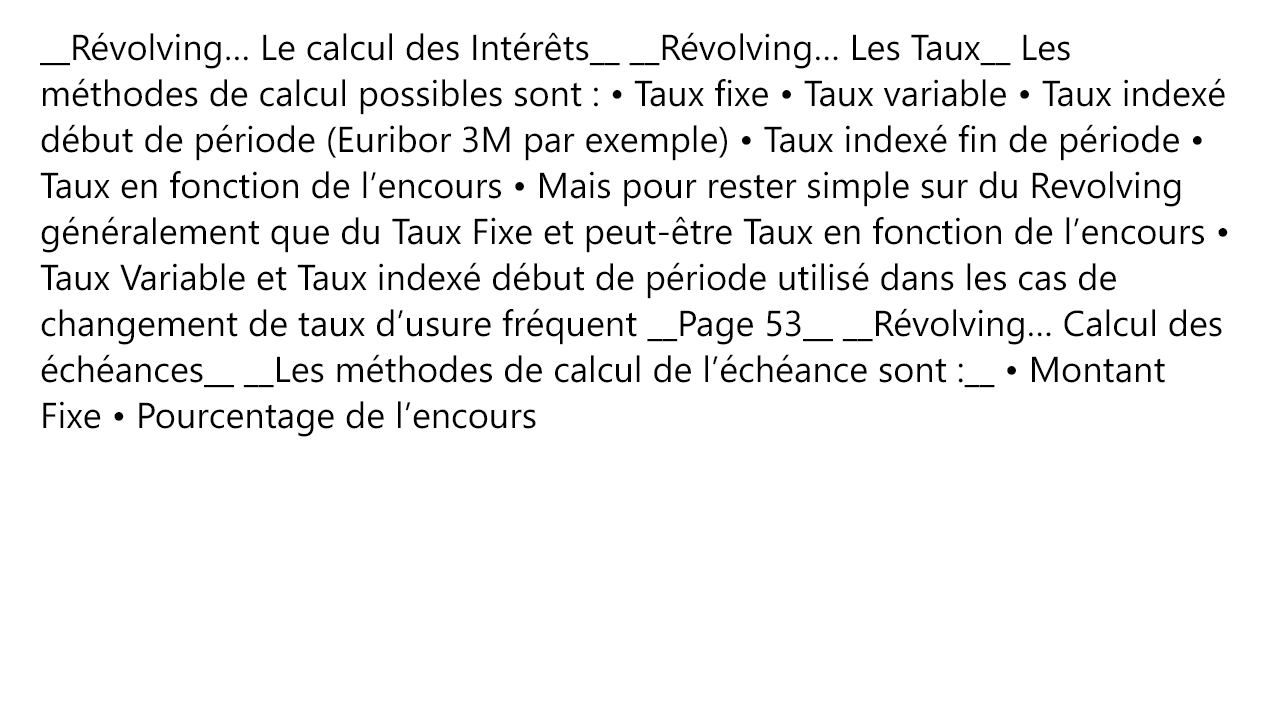 __Révolving… Le calcul des Intérêts__ __Révolving… Les Taux__ Les
méthodes de calcul possibles sont : • Taux fixe • Taux variable • Taux indexé
début de période (Euribor 3M par exemple) • Taux indexé fin de période •
Taux en fonction de l’encours • Mais pour rester simple sur du Revolving
généralement que du Taux Fixe et peut-être Taux en fonction de l’encours •
Taux Variable et Taux indexé début de période utilisé dans les cas de
changement de taux d’usure fréquent __Page 53__ __Révolving… Calcul des
échéances__ __Les méthodes de calcul de l’échéance sont :__ • Montant
Fixe • Pourcentage de l’encours